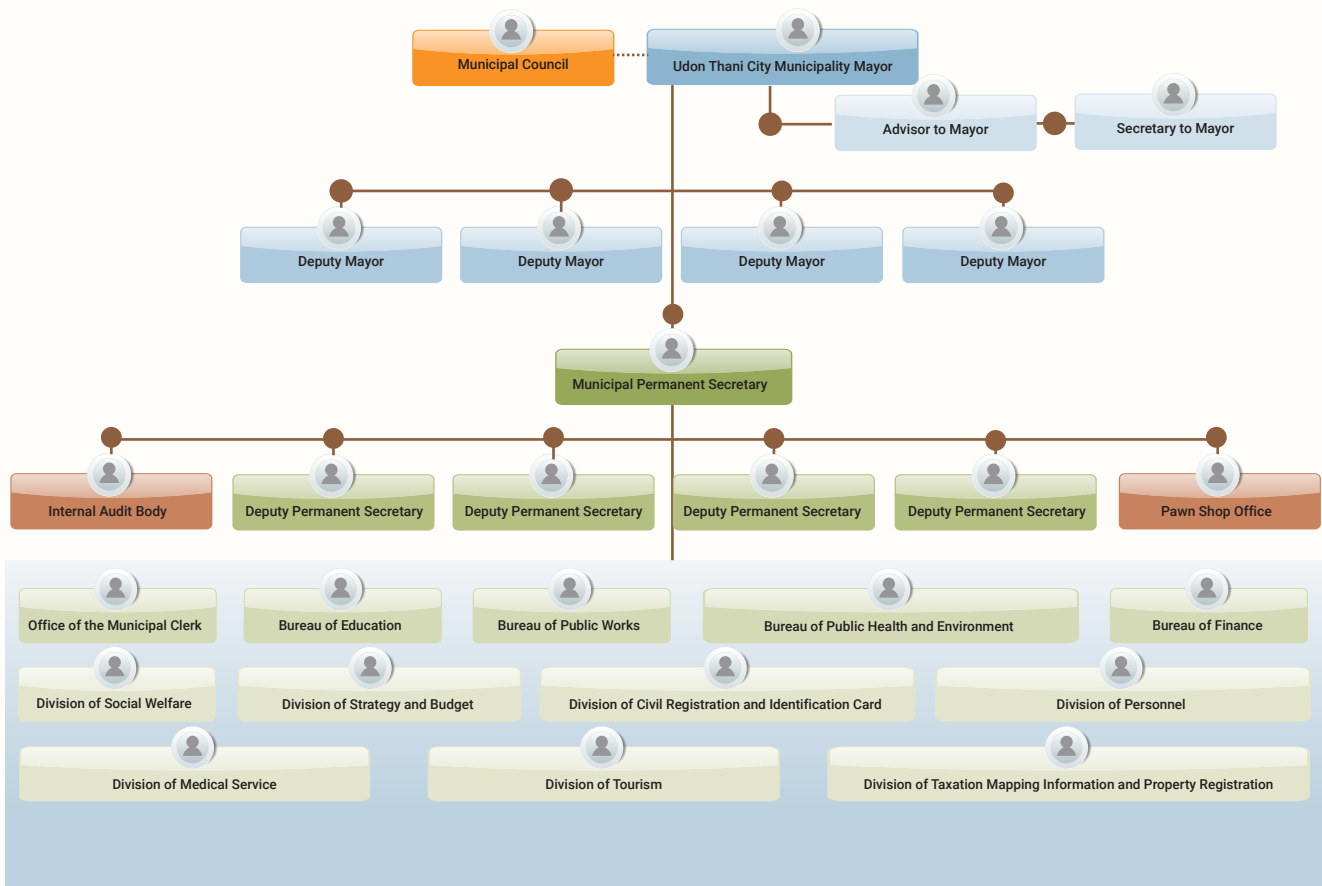 Municipal Council
Udon Thani City Municipality Mayor
Advisor to Mayor
Secretary to Mayor
Deputy Mayor
Deputy Mayor
Deputy Mayor
Deputy Mayor
Municipal Permanent Secretary
Internal Audit Body
Deputy Permanent Secretary
Deputy Permanent Secretary
Deputy Permanent Secretary
Deputy Permanent Secretary
Pawn Shop Office
Office of the Municipal Clerk
Bureau of Education
Bureau of Public Works
Bureau of Public Health and Environment
Bureau of Finance
Division of Social Welfare
Division of Strategy and Budget
Division of Civil Registration and Identification Card
Division of Personnel
Division of Medical Service
Division of Tourism
Division of Taxation Mapping Information and Property Registration